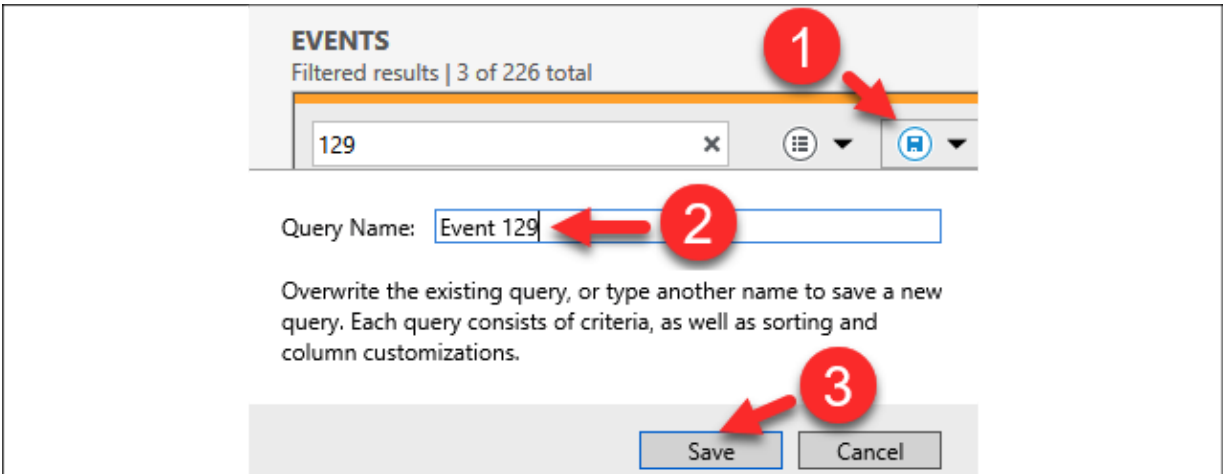 EVENTS
Filtered results | 3 of 226 total
1
129
Query Name: Event 129
2
Overwrite the existing query, or type another name to save a new
query. Each query consists of criteria, as well as sorting and
column customizations.
3
Save Cancel